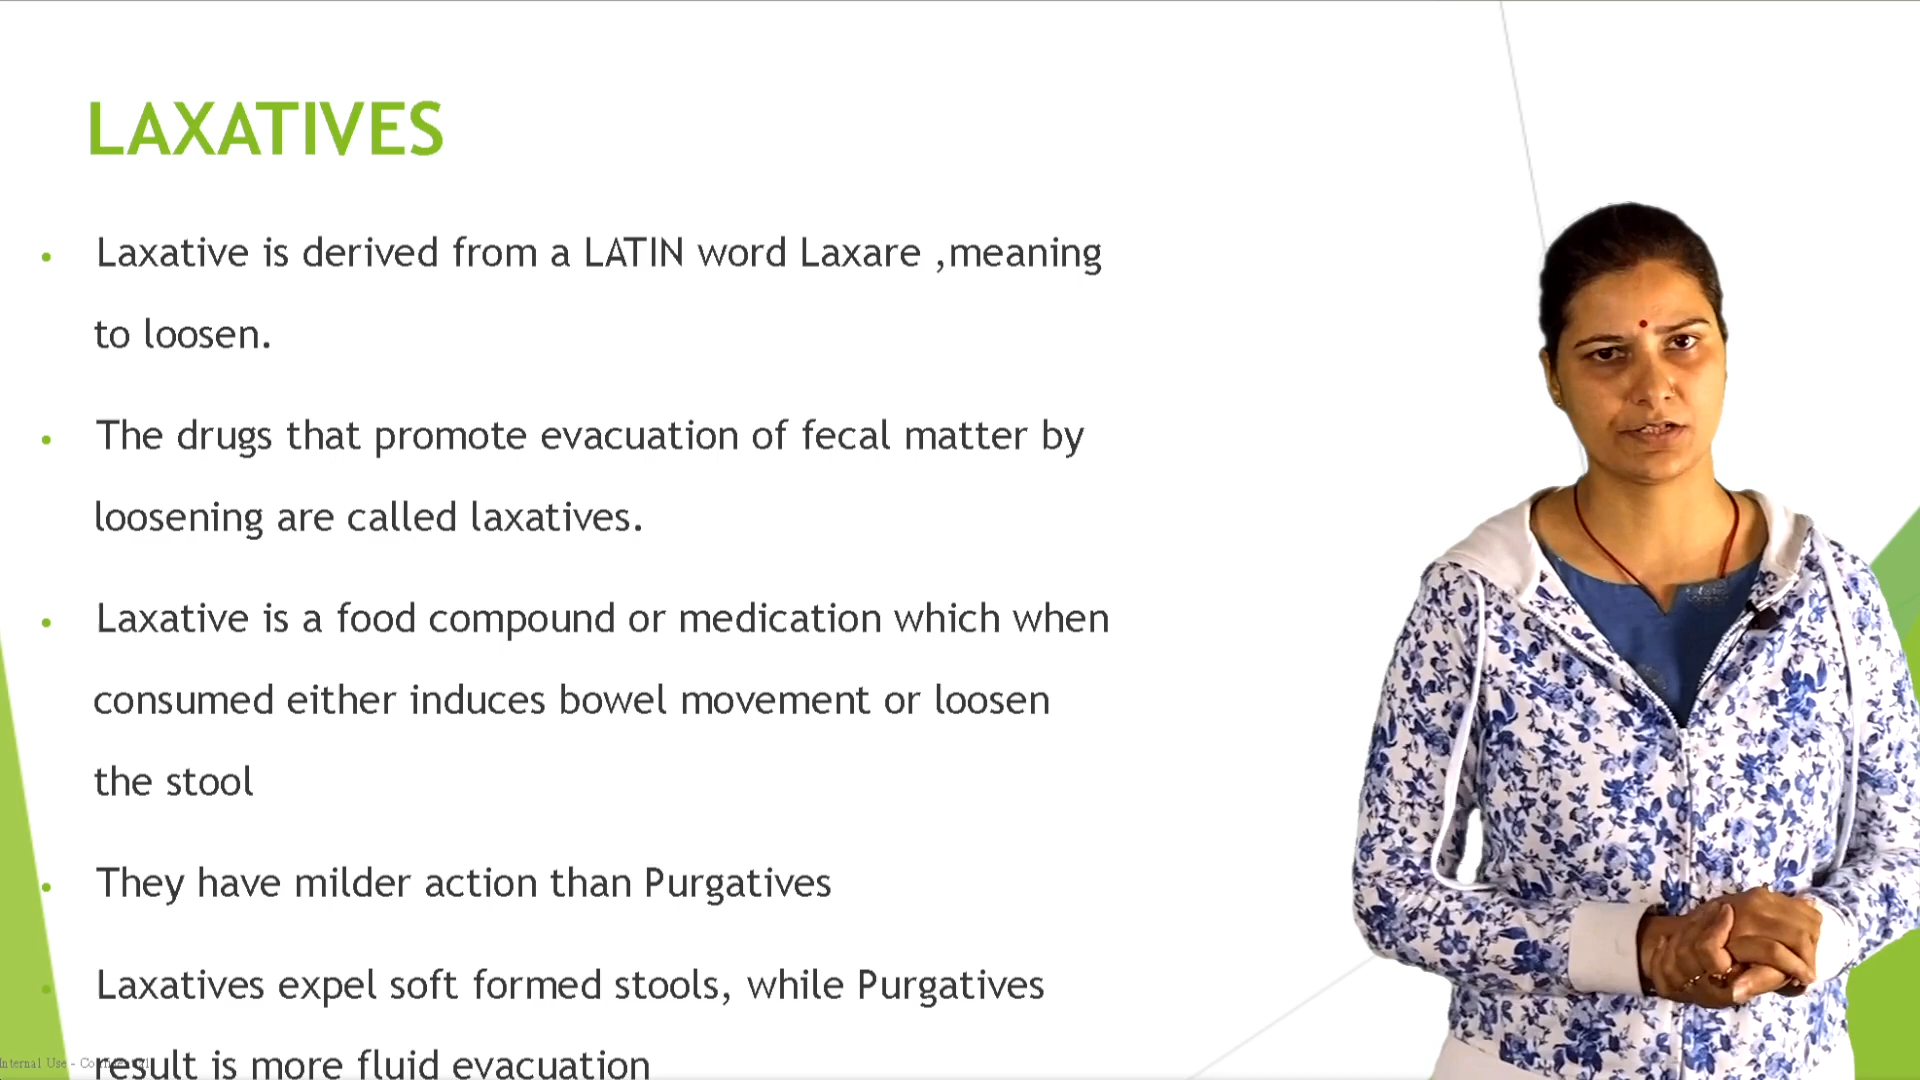 LAXATIVES
• Laxative is derived from a LATIN word Laxare ,meaning
to loosen.
• The drugs that promote evacuation of fecal matter by
loosening are called laxatives.
• Laxative is a food compound or medication which when
consumed either induces bowel movement or loosen
the stool
• They have milder action than Purgatives
• Laxatives expel soft formed stools, while Purgatives
result is more fluid evacuation
Internal Use -